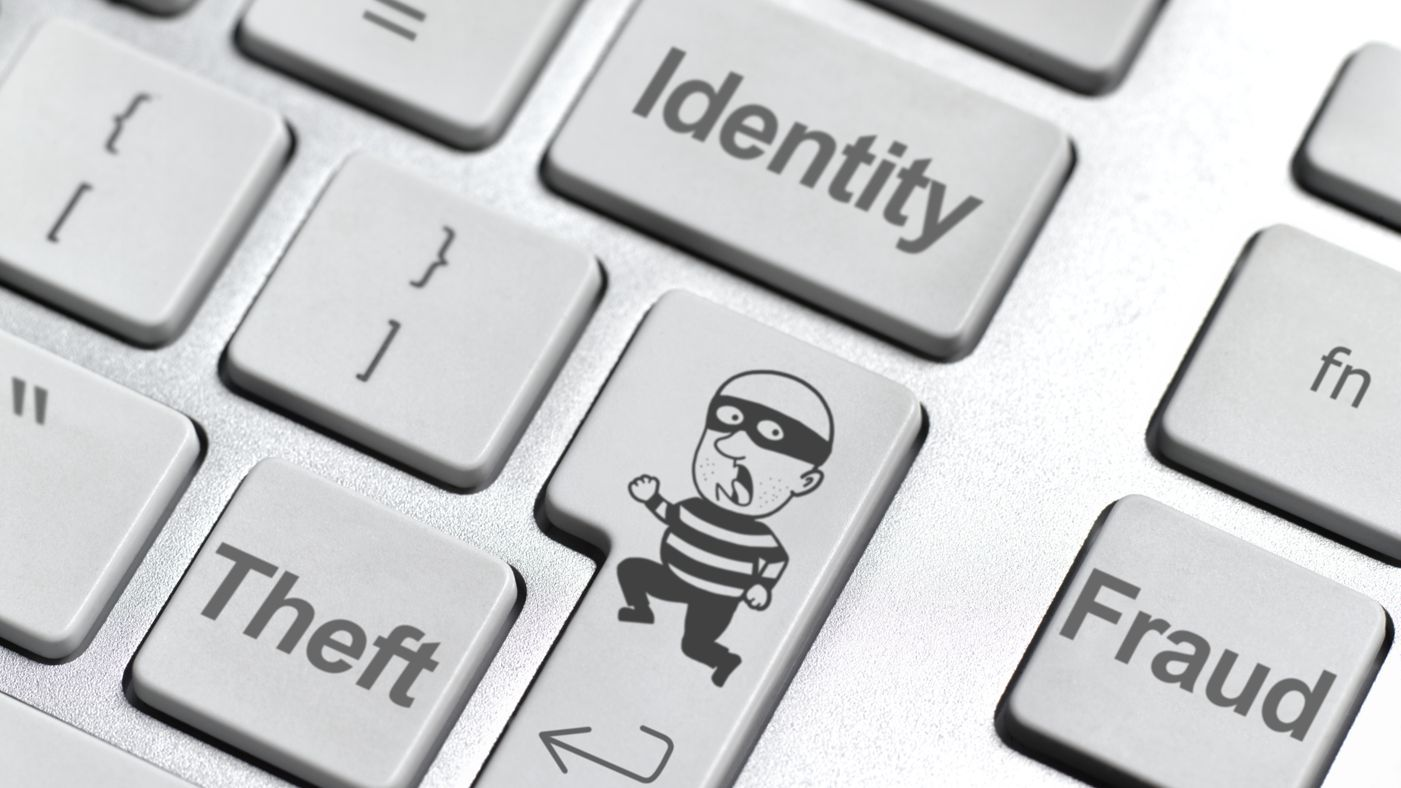 =
Identity
{
[
}
]
"
fn
Theft
Fraud